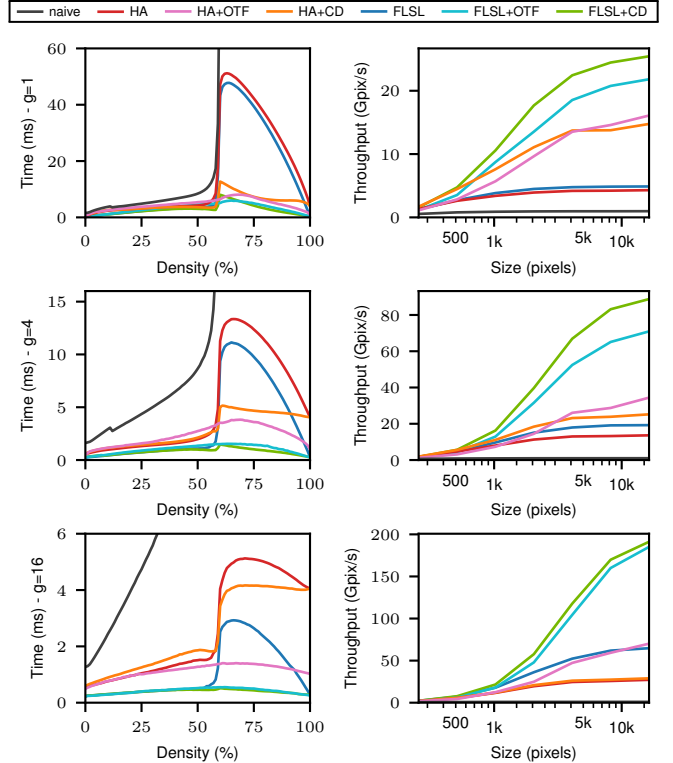 naive HA HA+OTF HA+CD FLSL FLSL+OTF FLSL+CD
Time (ms) - g=1
60
40
20
0
0 25 50 75 100
Density (%)
Throughput (Gpix/s)
20
10
0
500 1k 5k 10k
Size (pixels)
Time (ms) - g=4
15
10
5
0
0 25 50 75 100
Density (%)
Throughput (Gpix/s)
80
60
40
20
0
500 1k 5k 10k
Size (pixels)
Time (ms) - g=16
6
4
2
0
0 25 50 75 100
Density (%)
Throughput (Gpix/s)
200
150
100
50
0
500 1k 5k 10k
Size (pixels)